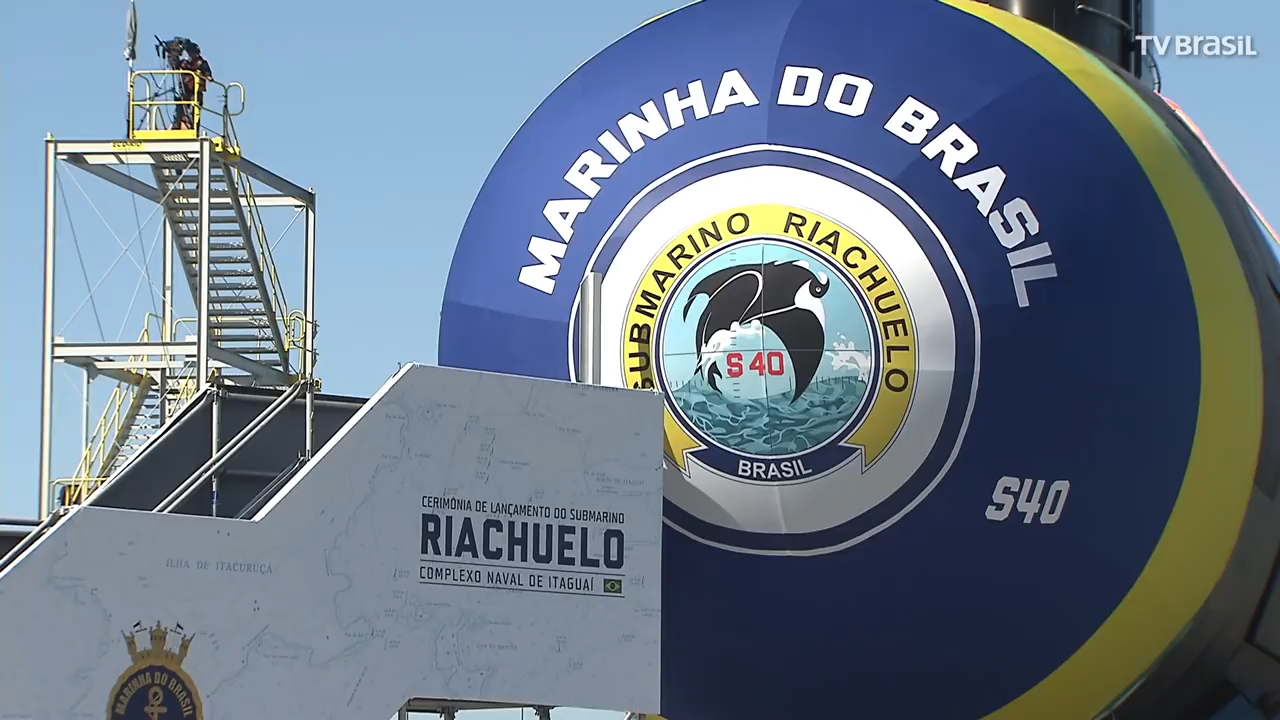 TV BRASIL
MARINHA DO BRASIL
SUBMARINO RIACHUELO
S 40
BRASIL
S40
CERIMÔNIA DE LANÇAMENTO DO SUBMARINO
RIACHUELO
COMPLEXO NAVAL DE ITAGUAÍ
ILHA DE ITACURUÇÁ
MARINHA DO BRASIL